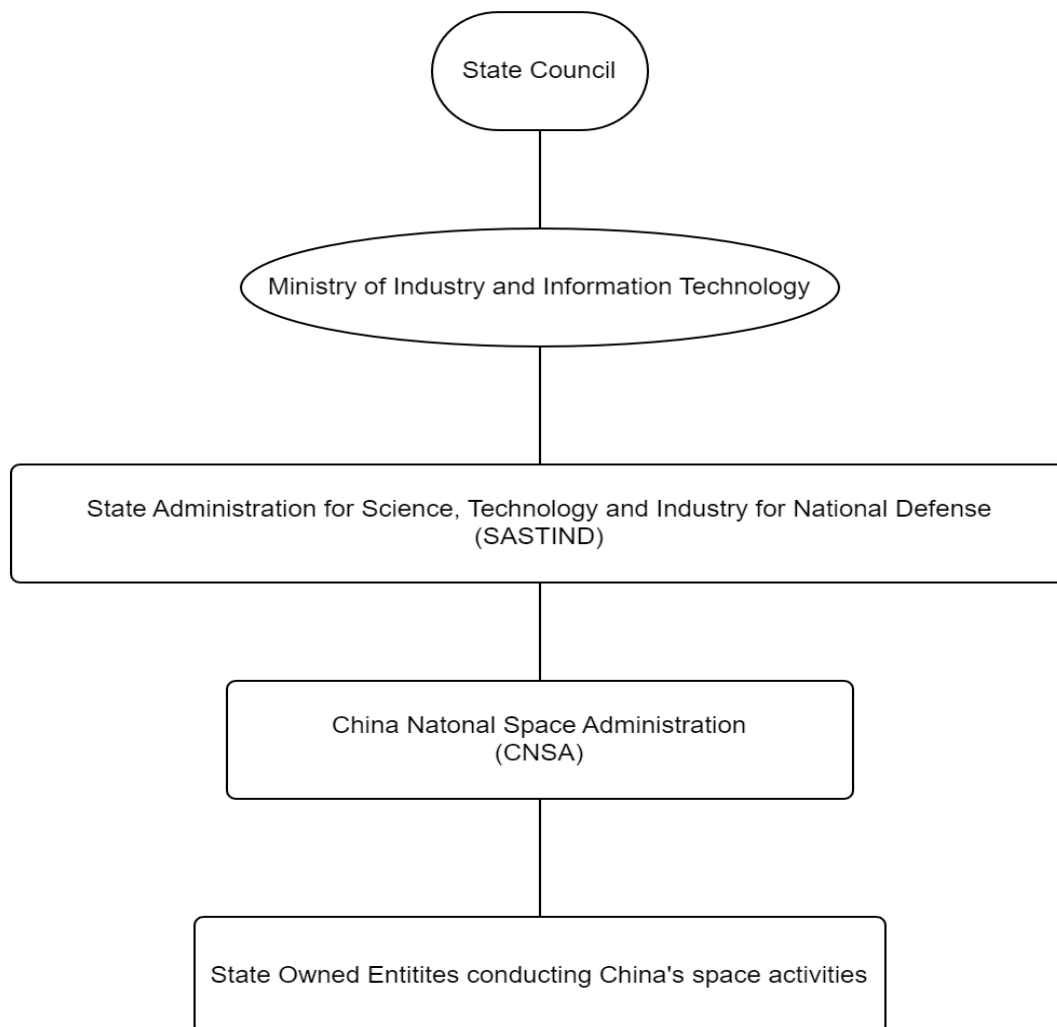 State Council
Ministry of Industry and Information Technology
State Administration for Science, Technology and Industry for National Defense
(SASTIND)
China Natonal Space Administration
(CNSA)
State Owned Entitites conducting China's space activities